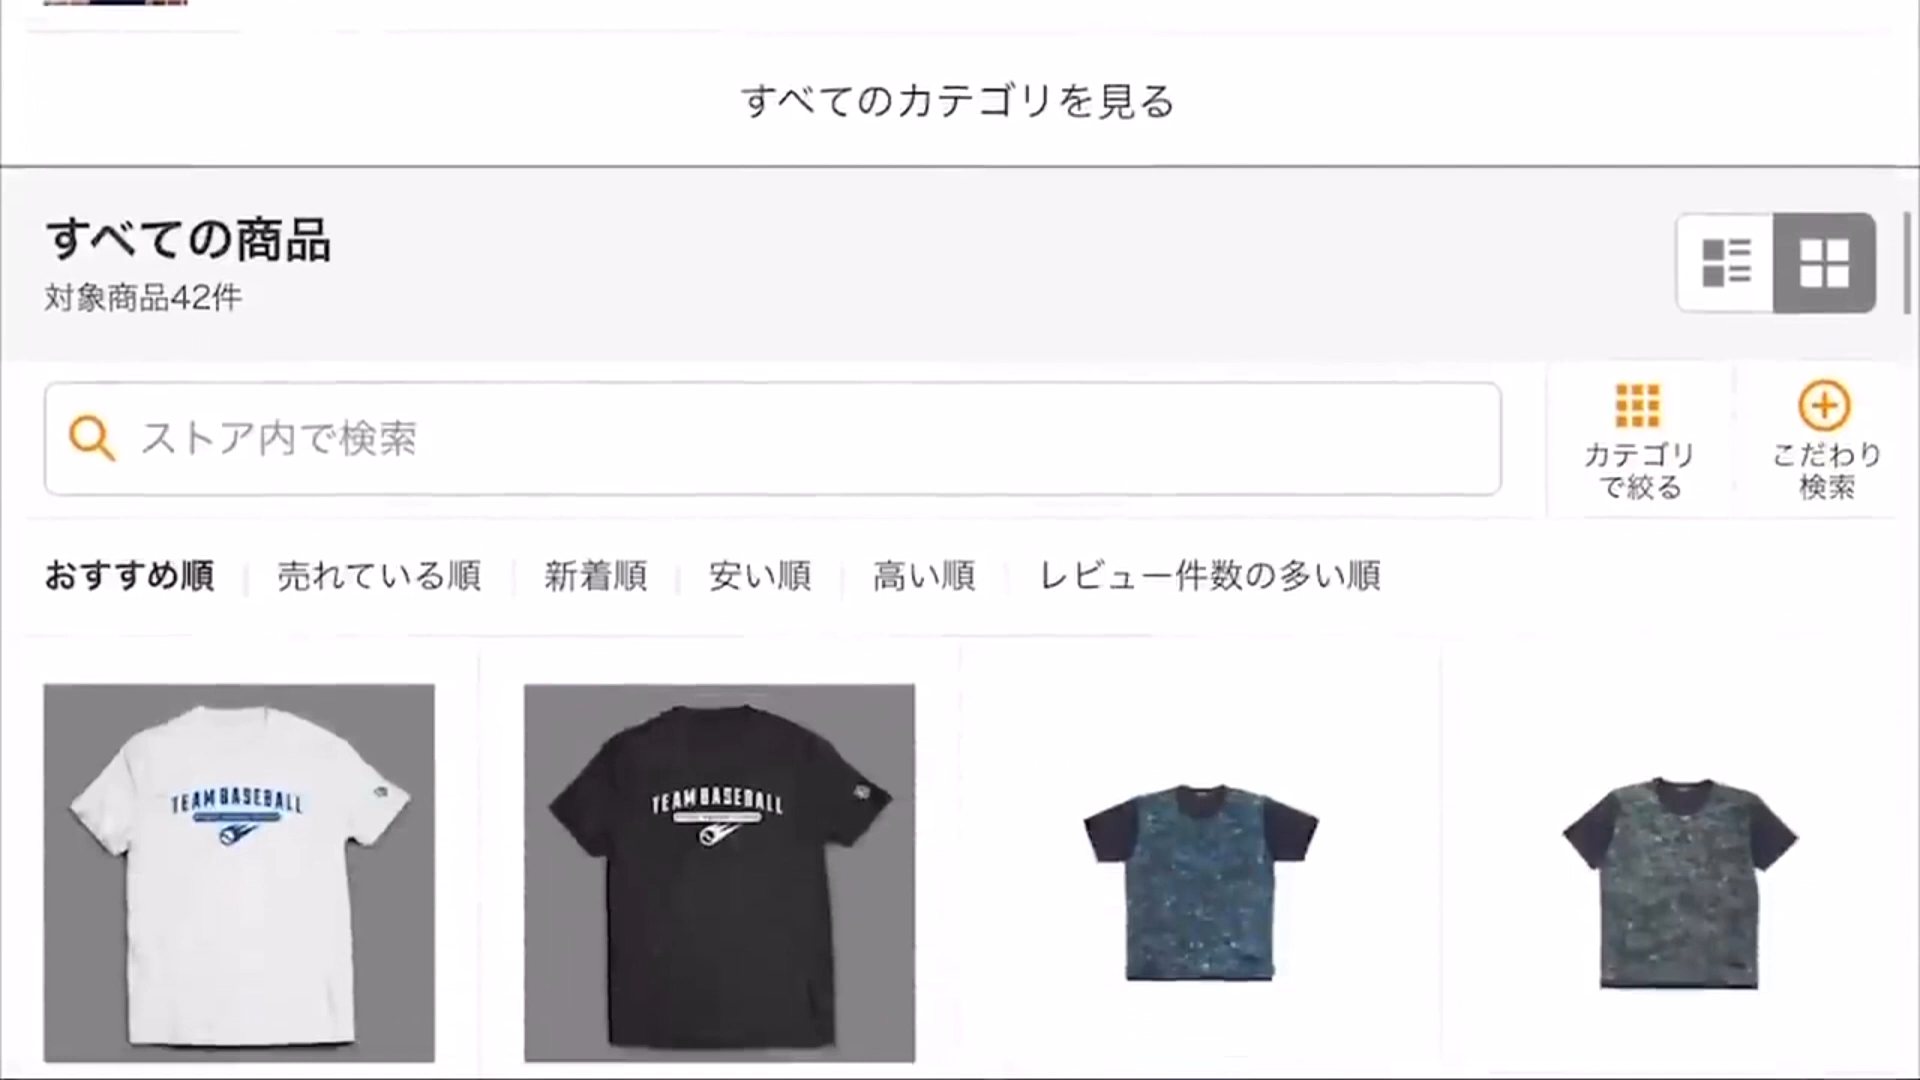 すべてのカテゴリを見る
すべての商品
対象商品42件
ストア内で検索
カテゴリ
で絞る
こだわり
検索
おすすめ順
売れている順
新着順
安い順
高い順
レビュー件数の多い順
TEAM BASEBALL
TEAM BASEBALL